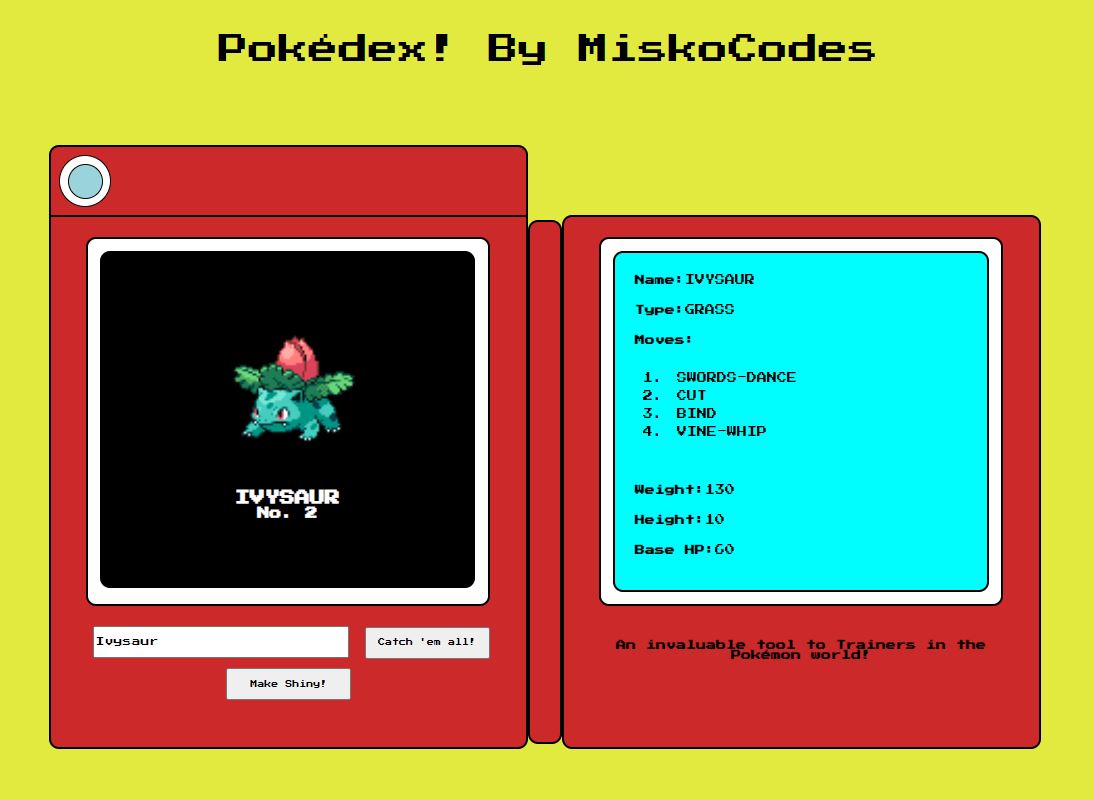 Pokédex! By MiskoCodes
IVYSAUR
No. 2
Ivysaur
Catch 'em all!
Make Shiny!
Name:IVYSAUR
Type:GRASS
Moves:
1. SWORDS-DANCE
2. CUT
3. BIND
4. VINE-WHIP
Weight:130
Height:10
Base HP:60
An invaluable tool to Trainers in the
Pokémon world!